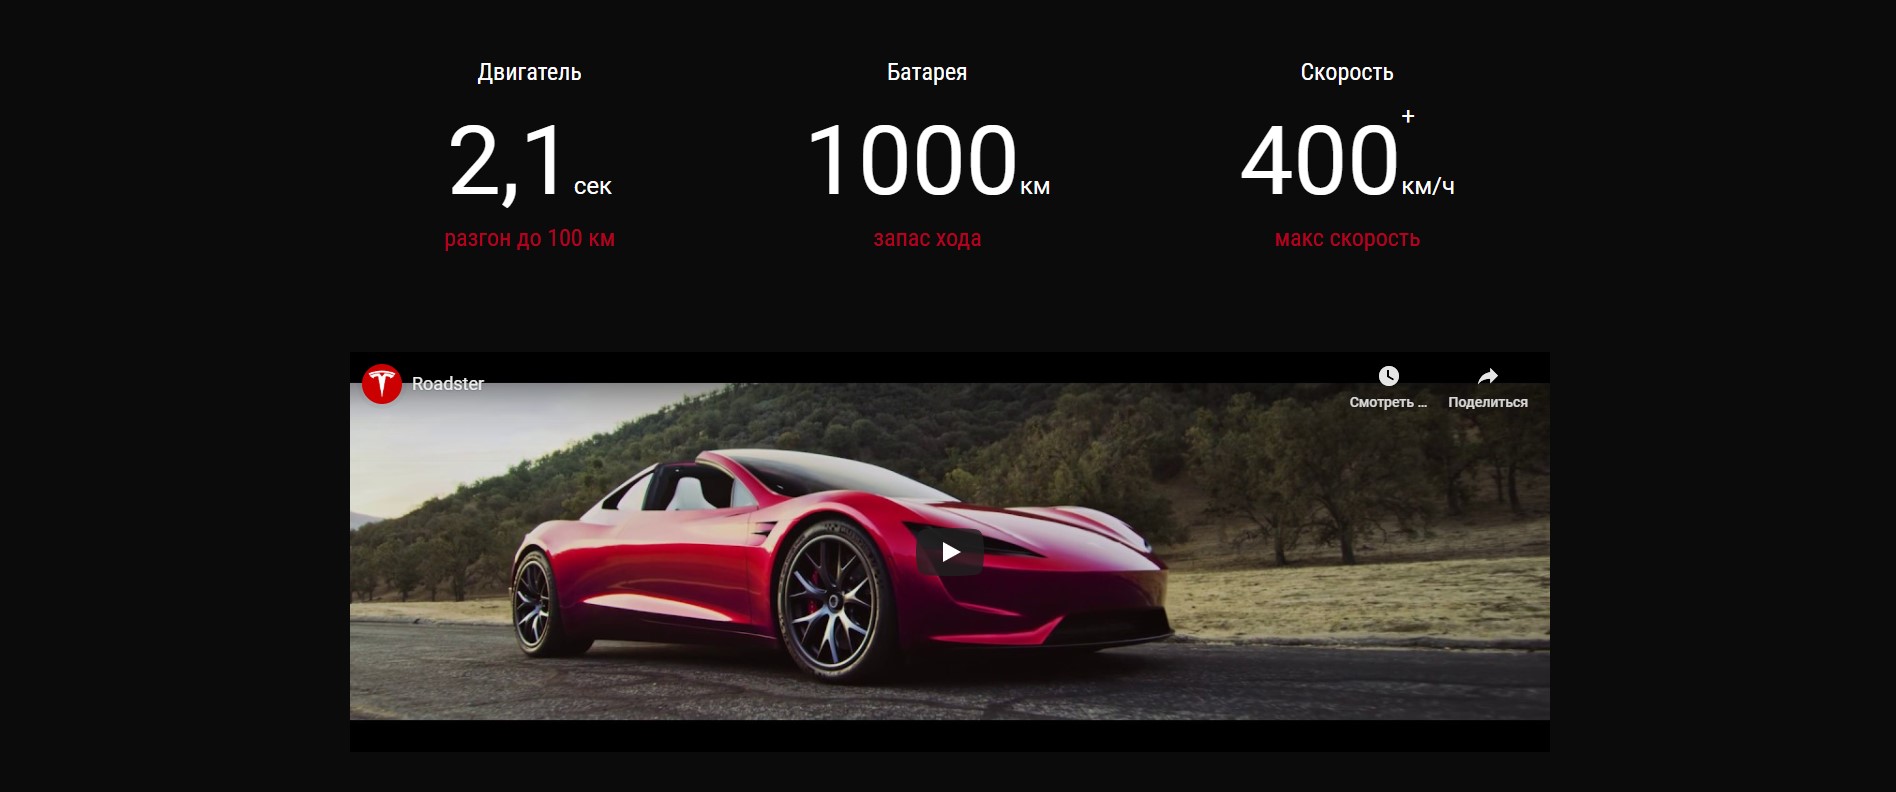 Двигатель
2,1 сек
разгон до 100 км
Батарея
1000 км
запас хода
Скорость
400+ км/ч
макс скорость
Roadster
Смотреть ...
Поделиться